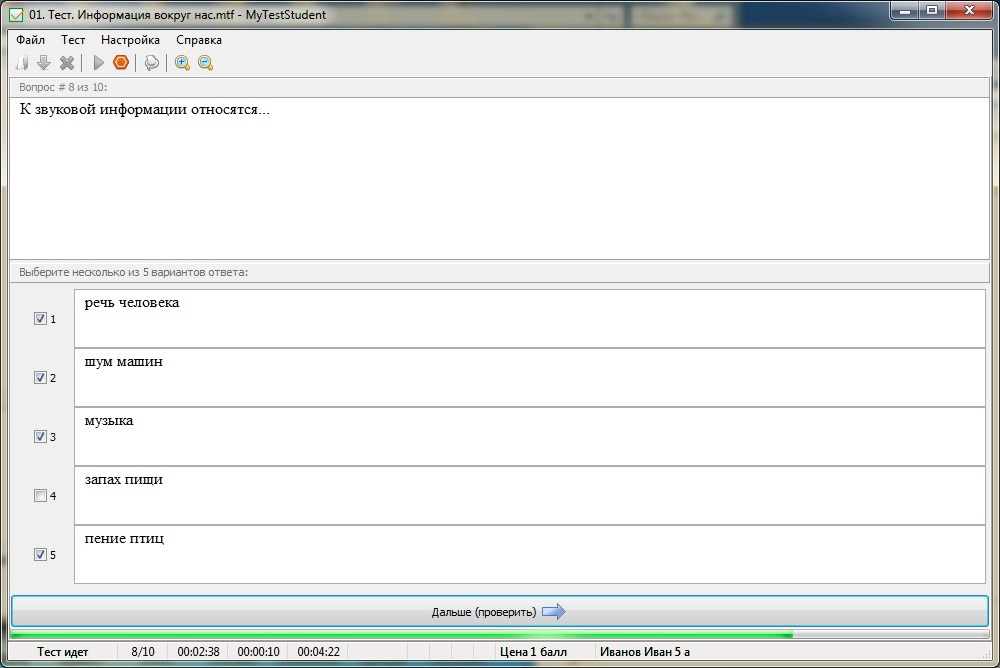 01. Тест. Информация вокруг нас.mtf - MyTestStudent
Файл Тест Настройка Справка
Вопрос # 8 из 10:
К звуковой информации относятся...
Выберите несколько из 5 вариантов ответа:
1 речь человека
2 шум машин
3 музыка
4 запах пищи
5 пение птиц
Дальше (проверить)
Тест идет 8/10 00:02:38 00:00:10 00:04:22 Цена 1 балл Иванов Иван 5 а